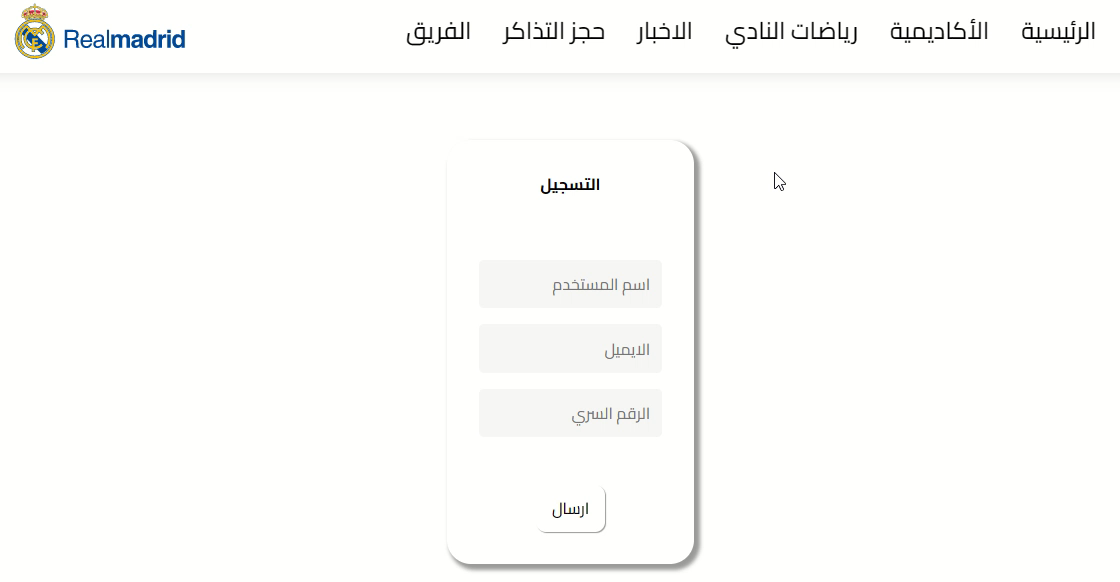 الرئيسية الأكاديمية رياضات النادي الاخبار حجز التذاكر الفريق Realmadrid
التسجيل
اسم المستخدم
الايميل
الرقم السري
ارسال